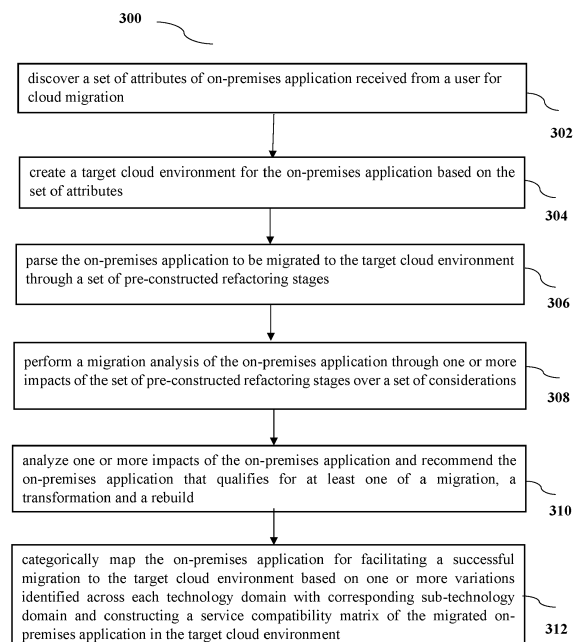 300
discover a set of attributes of on-premises application received from a user for
cloud migration
302
create a target cloud environment for the on-premises application based on the
set of attributes
304
parse the on-premises application to be migrated to the target cloud environment
through a set of pre-constructed refactoring stages
306
perform a migration analysis of the on-premises application through one or more
impacts of the set of pre-constructed refactoring stages over a set of considerations
308
analyze one or more impacts of the on-premises application and recommend the
on-premises application that qualifies for at least one of a migration, a
transformation and a rebuild
310
categorically map the on-premises application for facilitating a successful
migration to the target cloud environment based on one or more variations
identified across each technology domain with corresponding sub-technology
domain and constructing a service compatibility matrix of the migrated on-
premises application in the target cloud environment
312